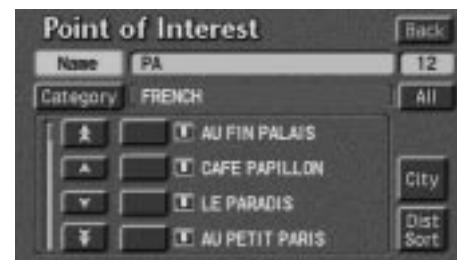 Point of Interest Back
Name PA 12
Category FRENCH All
AU FIN PALAIS
CAFE PAPILLON
City
LE PARADIS
AU PETIT PARIS
Dist
Sort